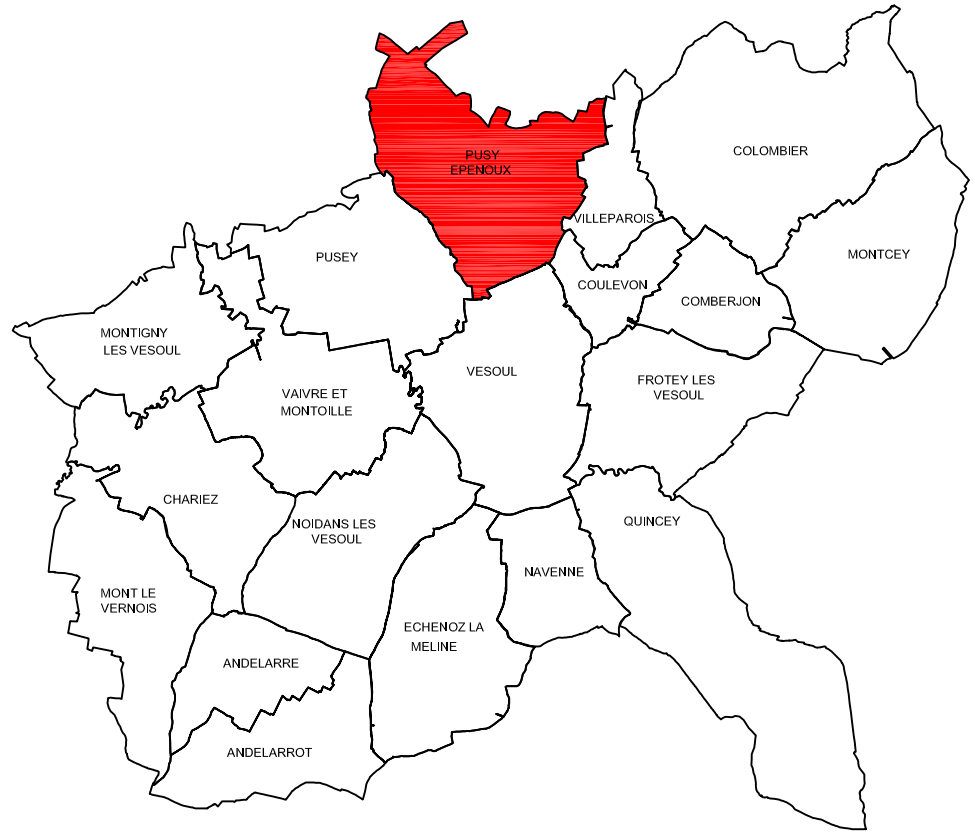 PUSY
EPENOUX
COLOMBIER
VILLEPAROIS
PUSEY
MONTCEY
COULEVON
COMBERJON
MONTIGNY
LES VESOUL
VESOUL
VAIVRE ET
MONTOILLE
FROTEY LES
VESOUL
CHARIEZ
NOIDANS LES
VESOUL
QUINCEY
NAVENNE
MONT LE
VERNOIS
ECHENOZ LA
MELINE
ANDELARRE
ANDELARROT